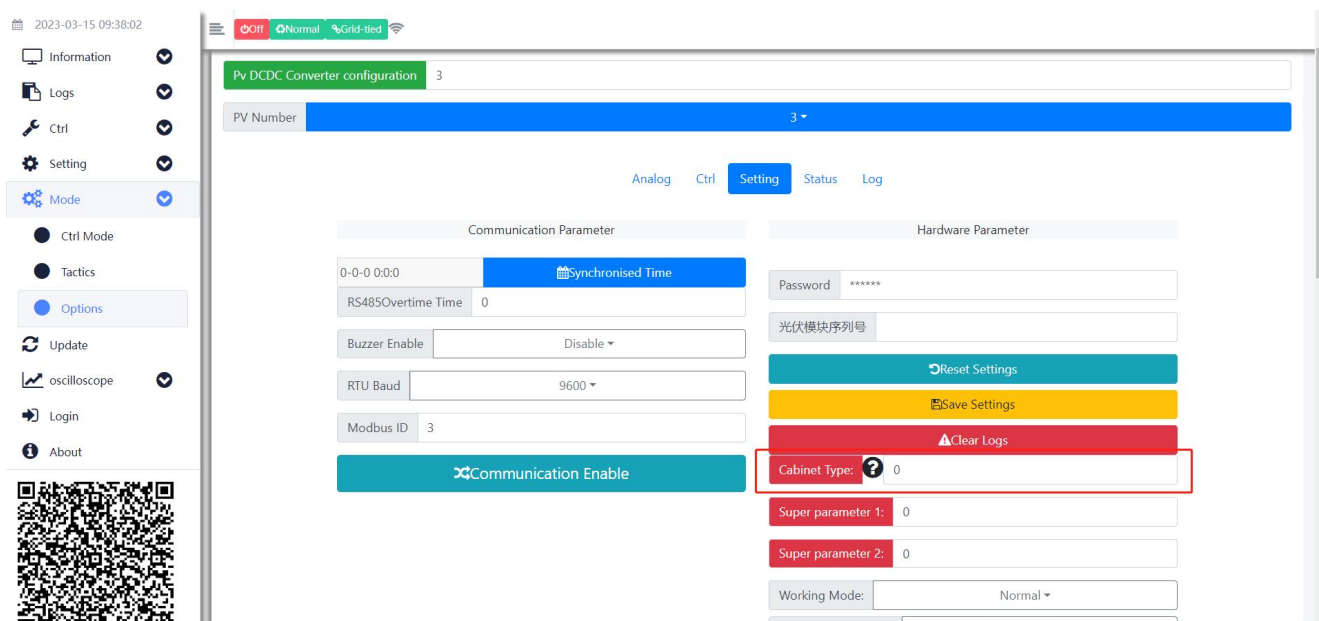 2023-03-15 09:38:02
Information
Logs
Ctrl
Setting
Mode
Ctrl Mode
Tactics
Options
Update
oscilloscope
Login
About
Off Normal Grid-tied
Pv DCDC Converter configuration 3
PV Number 3
Analog Ctrl Setting Status Log
Communication Parameter
0-0-0 0:0:0 Synchronised Time
RS485Overtime Time 0
Buzzer Enable Disable
RTU Baud 9600
Modbus ID 3
Communication Enable
Hardware Parameter
Password ******
光伏模块序列号
Reset Settings
Save Settings
Clear Logs
Cabinet Type: ? 0
Super parameter 1: 0
Super parameter 2: 0
Working Mode: Normal